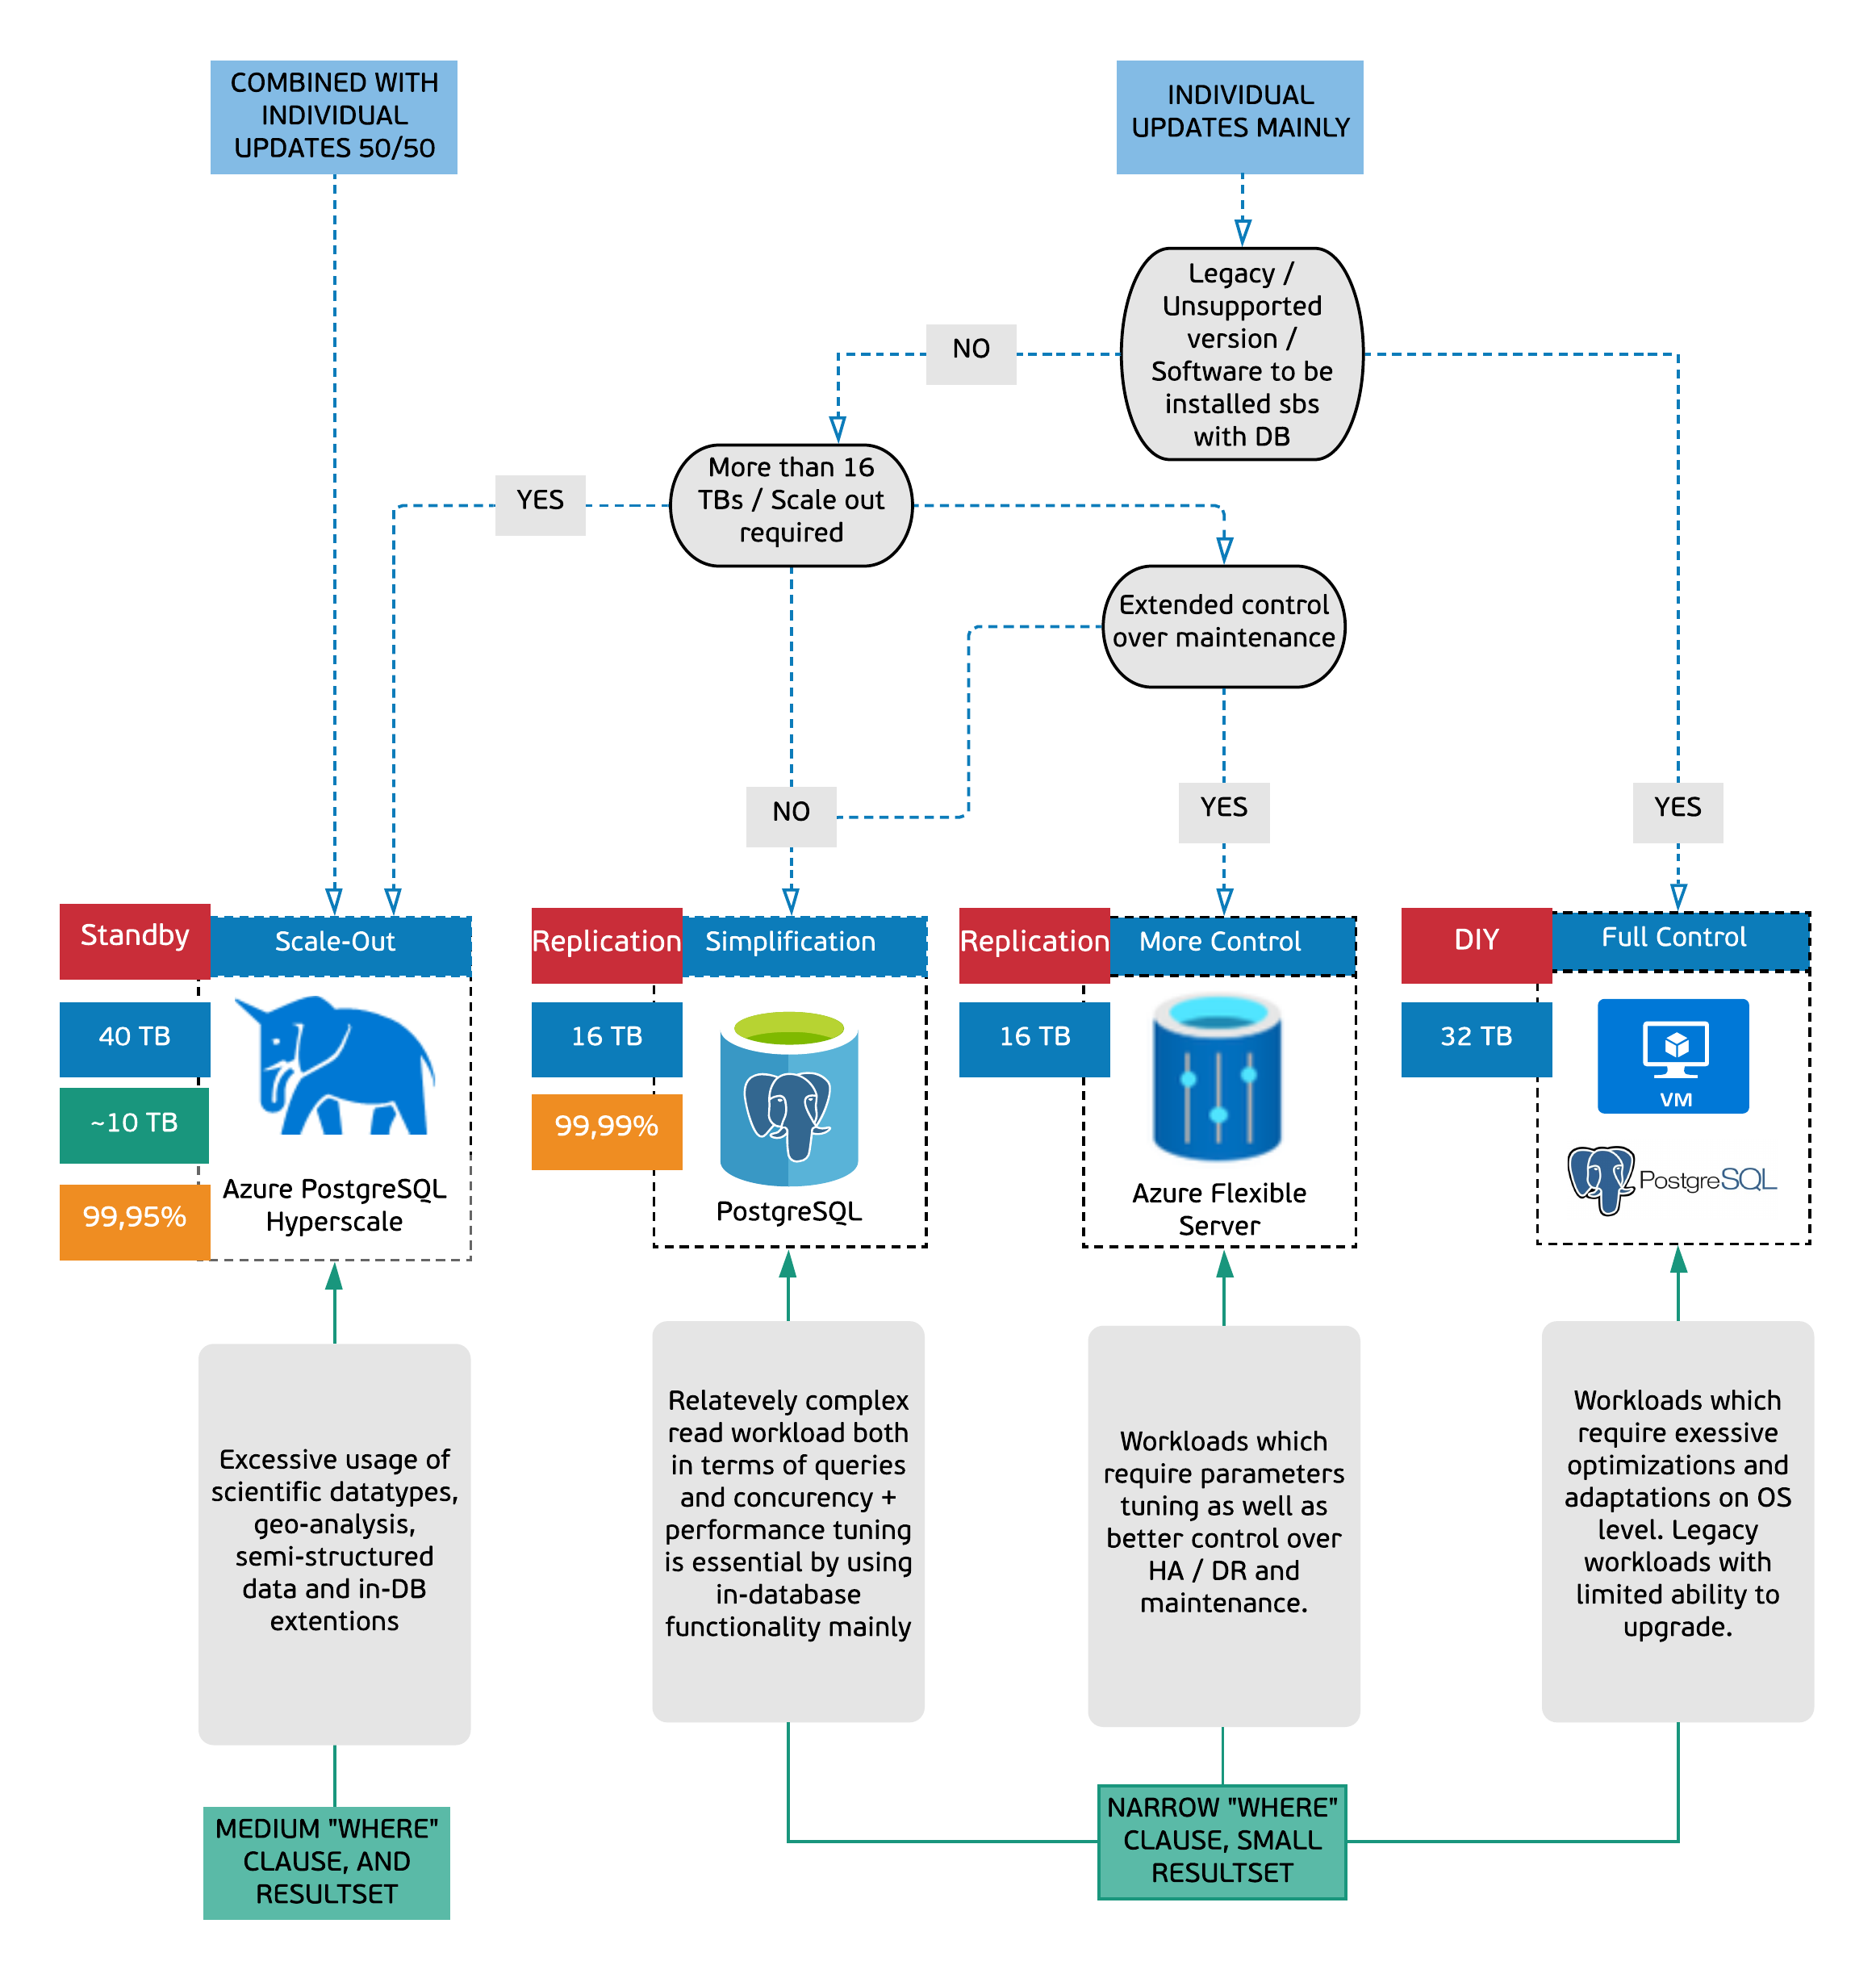 COMBINED WITH
INDIVIDUAL
UPDATES 50/50
INDIVIDUAL
UPDATES MAINLY
Legacy /
Unsupported
version /
Software to be
installed sbs
with DB
NO
More than 16
TBs / Scale out
required
YES
Extended control
over maintenance
NO
YES
YES
Standby
Scale-Out
40 TB
~10 TB
99,95%
Azure PostgreSQL
Hyperscale
Replication
Simplification
16 TB
99,99%
PostgreSQL
Replication
More Control
16 TB
Azure Flexible
Server
DIY
Full Control
32 TB
VM
PostgreSQL
Excessive usage of
scientific datatypes,
geo-analysis,
semi-structured
data and in-DB
extentions
Relatevely complex
read workload both
in terms of queries
and concurency +
performance tuning
is essential by using
in-database
functionality mainly
Workloads which
require parameters
tuning as well as
better control over
HA / DR and
maintenance.
Workloads which
require exessive
optimizations and
adaptations on OS
level. Legacy
workloads with
limited ability to
upgrade.
MEDIUM "WHERE"
CLAUSE, AND
RESULTSET
NARROW "WHERE"
CLAUSE, SMALL
RESULTSET